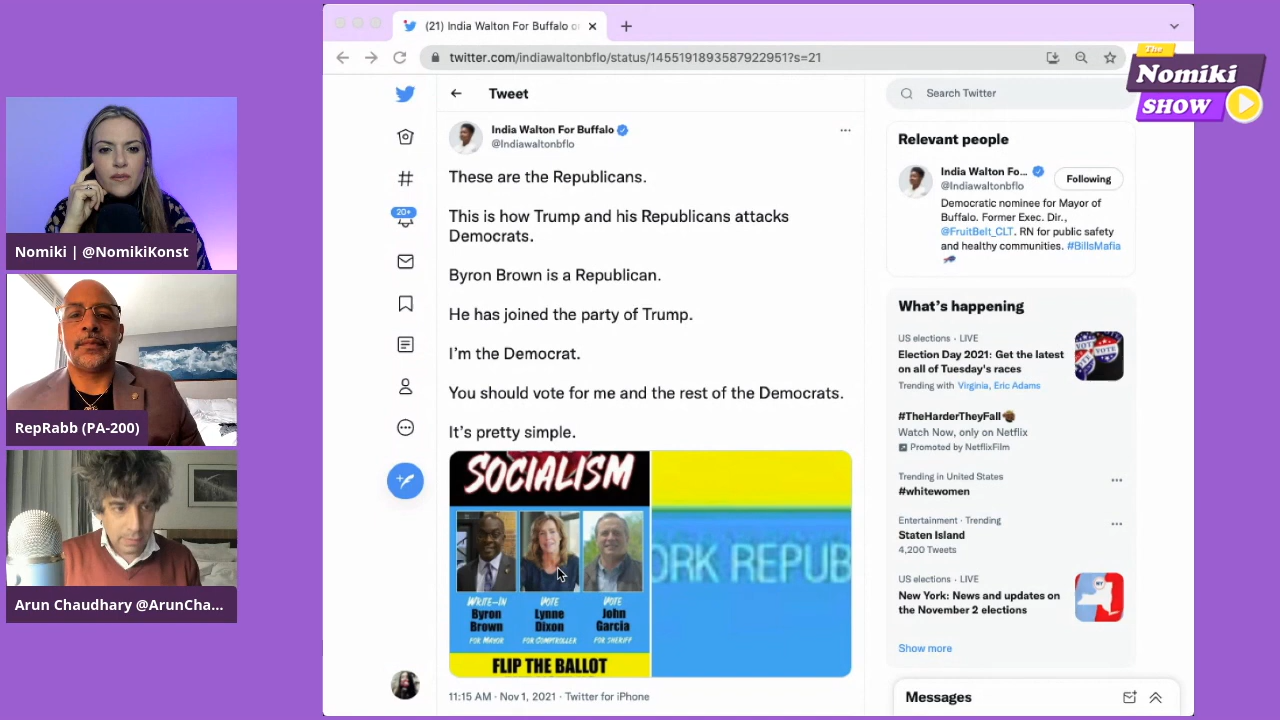 (21) India Walton For Buffalo o
twitter.com/indiawaltonbflo/status/1455191893587922951?s=21
The
Nomiki
SHOW
Tweet
Search Twitter
India Walton For Buffalo
@Indiawaltonbflo
These are the Republicans.
This is how Trump and his Republicans attacks
Democrats.
Byron Brown is a Republican.
He has joined the party of Trump.
I'm the Democrat.
You should vote for me and the rest of the Democrats.
It's pretty simple.
SOCIALISM
WRITE-IN
Byron
Brown
FOR MAYOR
VOTE
Lynne
Dixon
FOR COMPTROLLER
VOTE
John
Garcia
FOR SHERIFF
FLIP THE BALLOT
ORK REPUB
11:15 AM · Nov 1, 2021 · Twitter for iPhone
20+
Relevant people
India Walton Fo...
@Indiawaltonbflo
Following
Democratic nominee for Mayor of
Buffalo. Former Exec. Dir.,
@FruitBelt_CLT. RN for public safety
and healthy communities. #BillsMafia
What's happening
US elections · LIVE
Election Day 2021: Get the latest
on all of Tuesday's races
Trending with Virginia, Eric Adams
#TheHarderTheyFall
Watch Now, only on Netflix
Promoted by NetflixFilm
Trending in United States
#whitewomen
Entertainment · Trending
Staten Island
4,200 Tweets
US elections · LIVE
New York: News and updates on
the November 2 elections
Show more
Messages
Nomiki | @NomikiKonst
RepRabb (PA-200)
Arun Chaudhary @ArunCha...